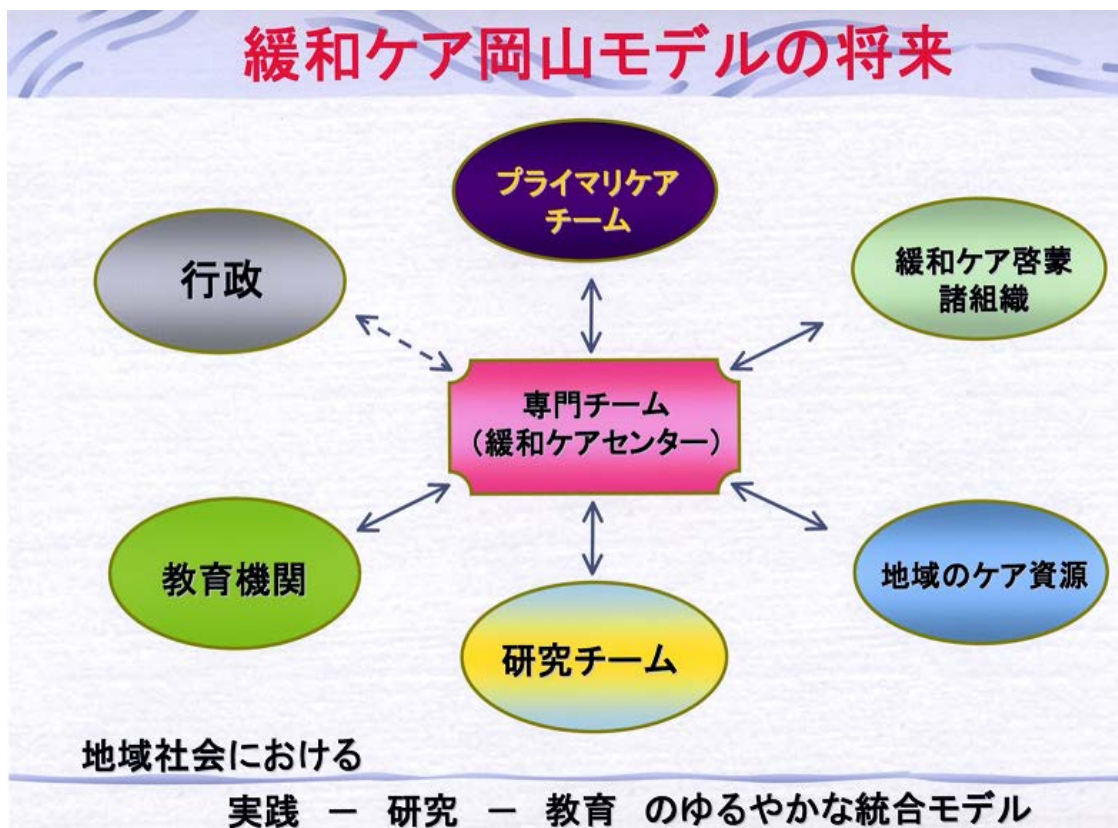 緩和ケア岡山モデルの将来
プライマリケア
チーム
行政
緩和ケア啓蒙
諸組織
専門チーム
(緩和ケアセンター)
教育機関
地域のケア資源
研究チーム
地域社会における
実践 － 研究 － 教育 のゆるやかな統合モデル